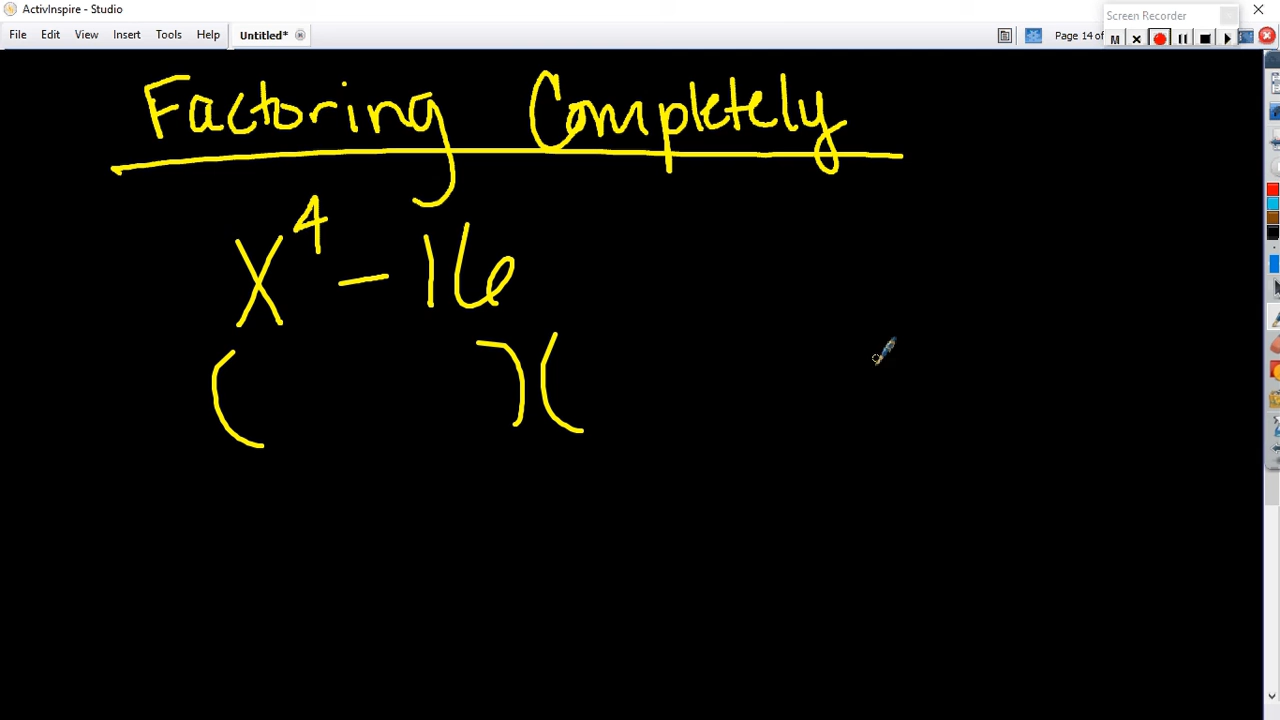 ActivInspire - Studio
Screen Recorder
File Edit View Insert Tools Help Untitled* Page 14 of
M
Factoring Completely
x⁴ - 16
( )(